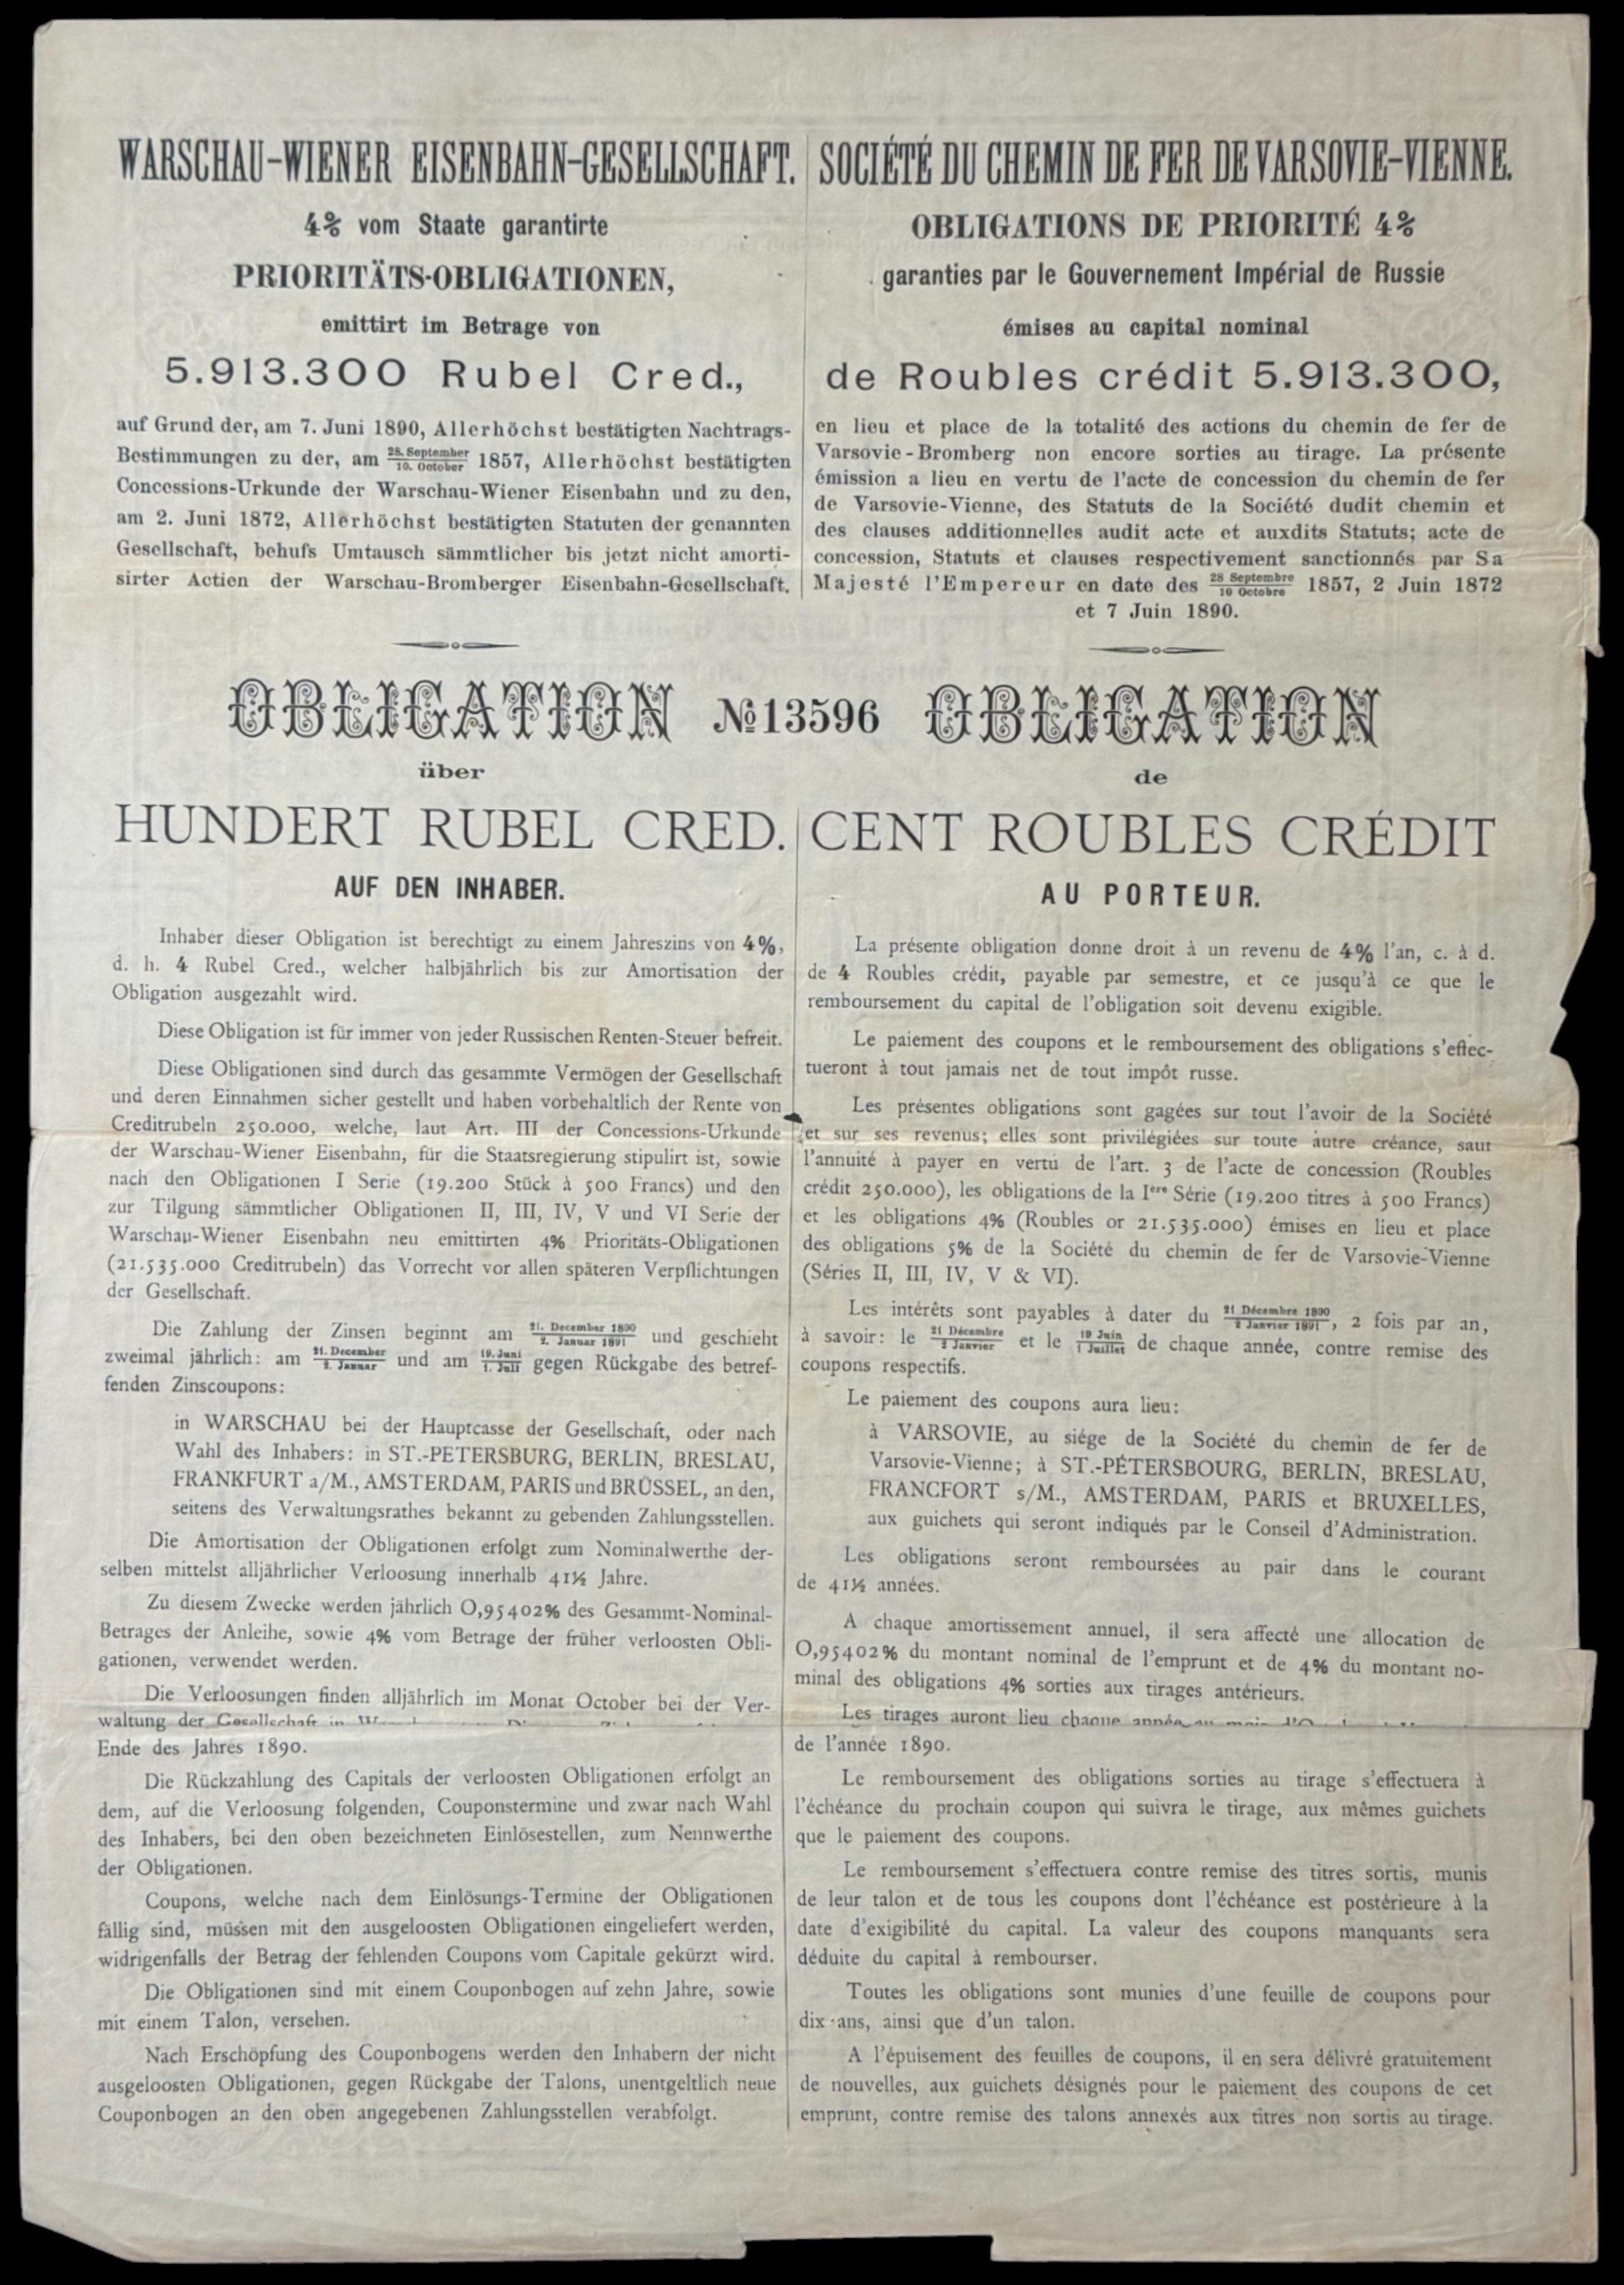 WARSCHAU-WIENER EISENBAHN-GESELLSCHAFT.
4% vom Staate garantirte
PRIORITÄTS-OBLIGATIONEN,
emittirt im Betrage von
5.913.300 Rubel Cred.,
auf Grund der, am 7. Juni 1890, Allerhöchst bestätigten Nachtrags-
Bestimmungen zu der, am 28. September / 10. October 1857, Allerhöchst bestätigten
Concessions-Urkunde der Warschau-Wiener Eisenbahn und zu den,
am 2. Juni 1872, Allerhöchst bestätigten Statuten der genannten
Gesellschaft, behufs Umtausch sämmtlicher bis jetzt nicht amorti-
sirter Actien der Warschau-Bromberger Eisenbahn-Gesellschaft.
SOCIÉTÉ DU CHEMIN DE FER DE VARSOVIE-VIENNE.
OBLIGATIONS DE PRIORITÉ 4%
garanties par le Gouvernement Impérial de Russie
émises au capital nominal
de Roubles crédit 5.913.300,
en lieu et place de la totalité des actions du chemin de fer de
Varsovie-Bromberg non encore sorties au tirage. La présente
émission a lieu en vertu de l'acte de concession du chemin de fer
de Varsovie-Vienne, des Statuts de la Société dudit chemin et
des clauses additionnelles audit acte et auxdits Statuts; acte de
concession, Statuts et clauses respectivement sanctionnés par Sa
Majesté l'Empereur en date des 28 Septembre / 10 Octobre 1857, 2 Juin 1872
et 7 Juin 1890.
OBLIGATION №13596 OBLIGATION
über
HUNDERT RUBEL CRED.
AUF DEN INHABER.
Inhaber dieser Obligation ist berechtigt zu einem Jahreszins von 4%,
d. h. 4 Rubel Cred., welcher halbjährlich bis zur Amortisation der
Obligation ausgezahlt wird.
Diese Obligation ist für immer von jeder Russischen Renten-Steuer befreit.
Diese Obligationen sind durch das gesammte Vermögen der Gesellschaft
und deren Einnahmen sicher gestellt und haben vorbehaltlich der Rente von
Creditrubeln 250.000, welche, laut Art. III der Concessions-Urkunde
der Warschau-Wiener Eisenbahn, für die Staatsregierung stipulirt ist, sowie
nach den Obligationen I Serie (19.200 Stück à 500 Francs) und den
zur Tilgung sämmtlicher Obligationen II, III, IV, V und VI Serie der
Warschau-Wiener Eisenbahn neu emittirten 4% Prioritäts-Obligationen
(21.535.000 Creditrubeln) das Vorrecht vor allen späteren Verpflichtungen
der Gesellschaft.
Die Zahlung der Zinsen beginnt am 21. December 1890 / 2. Januar 1891 und geschieht
zweimal jährlich: am 21. December / 2. Januar und am 19. Juni / 1. Juli gegen Rückgabe des betref-
fenden Zinscoupons:
in WARSCHAU bei der Hauptcasse der Gesellschaft, oder nach
Wahl des Inhabers: in ST.-PETERSBURG, BERLIN, BRESLAU,
FRANKFURT a/M., AMSTERDAM, PARIS und BRÜSSEL, an den,
seitens des Verwaltungsrathes bekannt zu gebenden Zahlungsstellen.
Die Amortisation der Obligationen erfolgt zum Nominalwerthe der-
selben mittelst alljährlicher Verloosung innerhalb 41½ Jahre.
Zu diesem Zwecke werden jährlich 0,95402% des Gesammt-Nominal-
Betrages der Anleihe, sowie 4% vom Betrage der früher verloosten Obli-
gationen, verwendet werden.
Die Verloosungen finden alljährlich im Monat October bei der Ver-
waltung der Gesellschaft in
Ende des Jahres 1890.
Die Rückzahlung des Capitals der verloosten Obligationen erfolgt an
dem, auf die Verloosung folgenden, Couponstermine und zwar nach Wahl
des Inhabers, bei den oben bezeichneten Einlösestellen, zum Nennwerthe
der Obligationen.
Coupons, welche nach dem Einlösungs-Termine der Obligationen
fällig sind, müssen mit den ausgeloosten Obligationen eingeliefert werden,
widrigenfalls der Betrag der fehlenden Coupons vom Capitale gekürzt wird.
Die Obligationen sind mit einem Couponbogen auf zehn Jahre, sowie
mit einem Talon, versehen.
Nach Erschöpfung des Couponbogens werden den Inhabern der nicht
ausgeloosten Obligationen, gegen Rückgabe der Talons, unentgeltlich neue
Couponbogen an den oben angegebenen Zahlungsstellen verabfolgt.
de
CENT ROUBLES CRÉDIT
AU PORTEUR.
La présente obligation donne droit à un revenu de 4% l'an, c. à d.
de 4 Roubles crédit, payable par semestre, et ce jusqu'à ce que le
remboursement du capital de l'obligation soit devenu exigible.
Le paiement des coupons et le remboursement des obligations s'effec-
tueront à tout jamais net de tout impôt russe.
Les présentes obligations sont gagées sur tout l'avoir de la Société
et sur ses revenus; elles sont privilégiées sur toute autre créance, sauf
l'annuité à payer en vertu de l'art. 3 de l'acte de concession (Roubles
crédit 250.000), les obligations de la Ière Série (19.200 titres à 500 Francs)
et les obligations 4% (Roubles or 21.535.000) émises en lieu et place
des obligations 5% de la Société du chemin de fer de Varsovie-Vienne
(Séries II, III, IV, V & VI).
Les intérêts sont payables à dater du 21 Décembre 1890 / 2 Janvier 1891, 2 fois par an,
à savoir: le 21 Décembre / 2 Janvier et le 19 Juin / 1 Juillet de chaque année, contre remise des
coupons respectifs.
Le paiement des coupons aura lieu:
à VARSOVIE, au siége de la Société du chemin de fer de
Varsovie-Vienne; à ST.-PÉTERSBOURG, BERLIN, BRESLAU,
FRANCFORT s/M., AMSTERDAM, PARIS et BRUXELLES,
aux guichets qui seront indiqués par le Conseil d'Administration.
Les obligations seront remboursées au pair dans le courant
de 41½ années.
A chaque amortissement annuel, il sera affecté une allocation de
0,95402% du montant nominal de l'emprunt et de 4% du montant no-
minal des obligations 4% sorties aux tirages antérieurs.
Les tirages auront lieu chaque année au mois
de l'année 1890.
Le remboursement des obligations sorties au tirage s'effectuera à
l'échéance du prochain coupon qui suivra le tirage, aux mêmes guichets
que le paiement des coupons.
Le remboursement s'effectuera contre remise des titres sortis, munis
de leur talon et de tous les coupons dont l'échéance est postérieure à la
date d'exigibilité du capital. La valeur des coupons manquants sera
déduite du capital à rembourser.
Toutes les obligations sont munies d'une feuille de coupons pour
dix ans, ainsi que d'un talon.
A l'épuisement des feuilles de coupons, il en sera délivré gratuitement
de nouvelles, aux guichets désignés pour le paiement des coupons de cet
emprunt, contre remise des talons annexés aux titres non sortis au tirage.